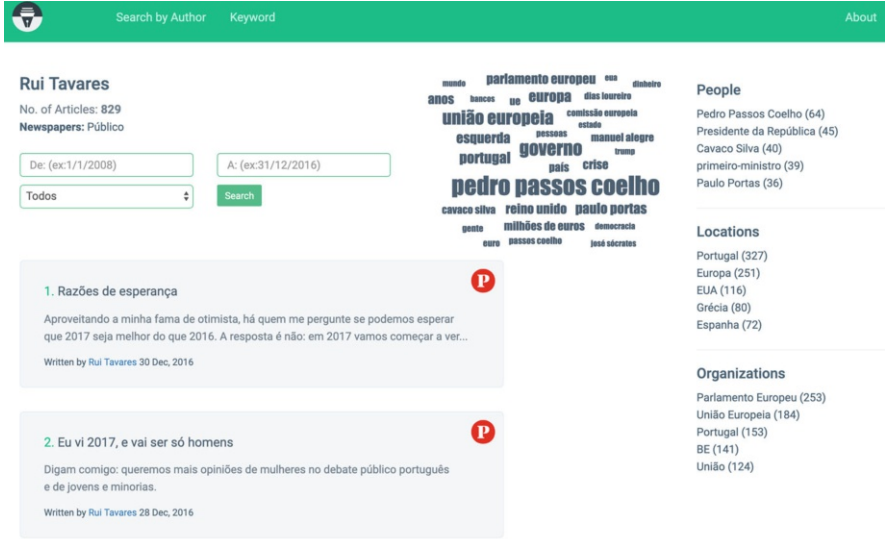 Search by Author Keyword About
Rui Tavares
No. of Articles: 829
Newspapers: Público
De: (ex:1/1/2008) A: (ex:31/12/2016)
Todos Search
mundo parlamento europeu eua dinheiro
anos bancos ue europa dias loureiro
união europeia comissão europeia
estado
esquerda pessoas manuel alegre
portugal governo trump
país crise
pedro passos coelho
cavaco silva reino unido paulo portas
gente milhões de euros democracia
euro passos coelho josé sócrates
P
1. Razões de esperança
Aproveitando a minha fama de otimista, há quem me pergunte se podemos esperar
que 2017 seja melhor do que 2016. A resposta é não: em 2017 vamos começar a ver...
Written by Rui Tavares 30 Dec, 2016
P
2. Eu vi 2017, e vai ser só homens
Digam comigo: queremos mais opiniões de mulheres no debate público português
e de jovens e minorias.
Written by Rui Tavares 28 Dec, 2016
People
Pedro Passos Coelho (64)
Presidente da República (45)
Cavaco Silva (40)
primeiro-ministro (39)
Paulo Portas (36)
Locations
Portugal (327)
Europa (251)
EUA (116)
Grécia (80)
Espanha (72)
Organizations
Parlamento Europeu (253)
União Europeia (184)
Portugal (153)
BE (141)
União (124)